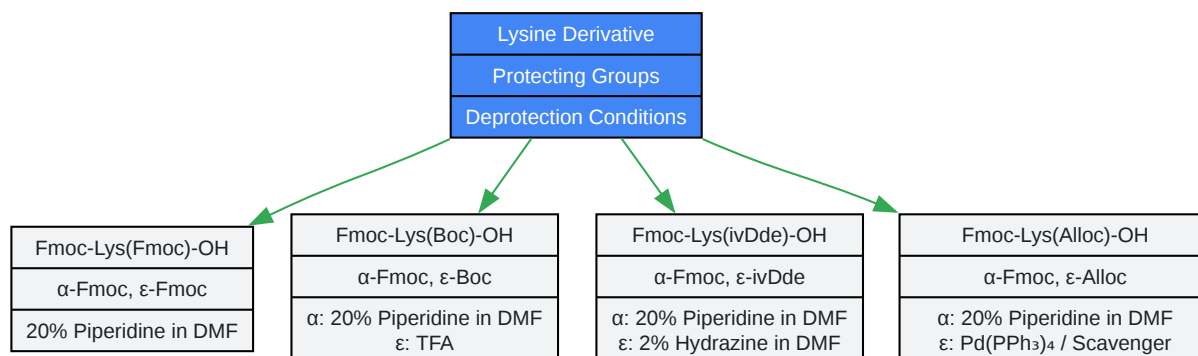 Lysine Derivative
Protecting Groups
Deprotection Conditions
Fmoc-Lys(Fmoc)-OH
α-Fmoc, ε-Fmoc
20% Piperidine in DMF
Fmoc-Lys(Boc)-OH
α-Fmoc, ε-Boc
α: 20% Piperidine in DMF
ε: TFA
Fmoc-Lys(ivDde)-OH
α-Fmoc, ε-ivDde
α: 20% Piperidine in DMF
ε: 2% Hydrazine in DMF
Fmoc-Lys(Alloc)-OH
α-Fmoc, ε-Alloc
α: 20% Piperidine in DMF
ε: Pd(PPh₃)₄ / Scavenger